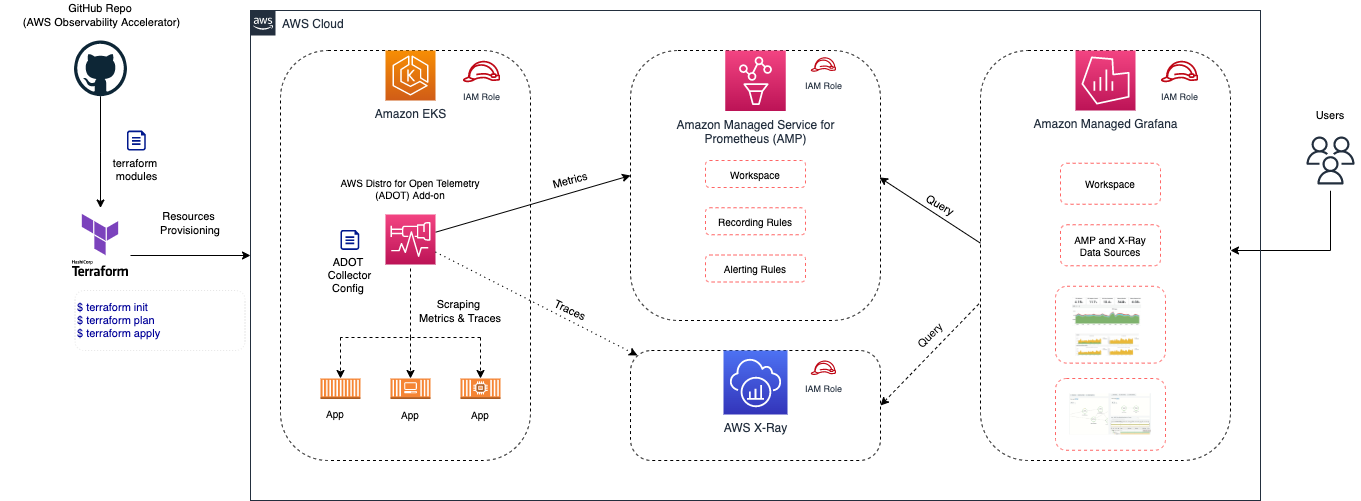 GitHub Repo
(AWS Observability Accelerator)
terraform
modules
HashiCorp
Terraform
Resources
Provisioning
$ terraform init
$ terraform plan
$ terraform apply
aws
AWS Cloud
Amazon EKS
IAM Role
AWS Distro for Open Telemetry
(ADOT) Add-on
ADOT
Collector
Config
Scraping
Metrics & Traces
App
App
App
Metrics
Traces
Amazon Managed Service for
Prometheus (AMP)
IAM Role
Workspace
Recording Rules
Alerting Rules
AWS X-Ray
IAM Role
Query
Query
Amazon Managed Grafana
IAM Role
Workspace
AMP and X-Ray
Data Sources
Users